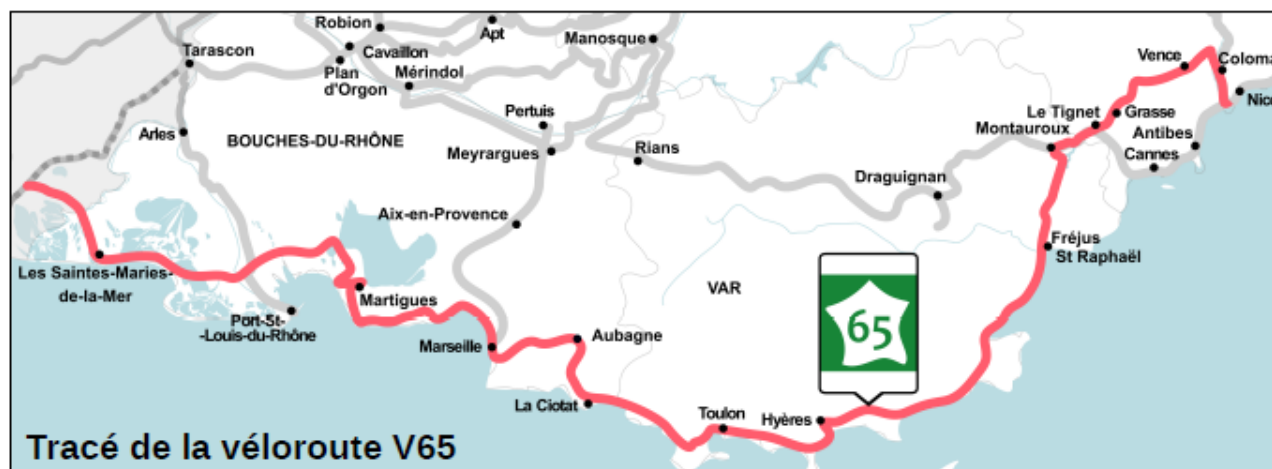 Robion
Apt
Manosque
Cavaillon
Tarascon
Plan
d'Orgon
Mérindol
Vence
Coloma
Nice
Pertuis
Le Tignet
Grasse
Arles
BOUCHES-DU-RHÔNE
Meyrargues
Rians
Montauroux
Antibes
Cannes
Draguignan
Aix-en-Provence
Fréjus
St Raphaël
Les Saintes-Maries-
de-la-Mer
Martigues
VAR
65
Port-St-
-Louis-du-Rhône
Marseille
Aubagne
La Ciotat
Toulon
Hyères
Tracé de la véloroute V65